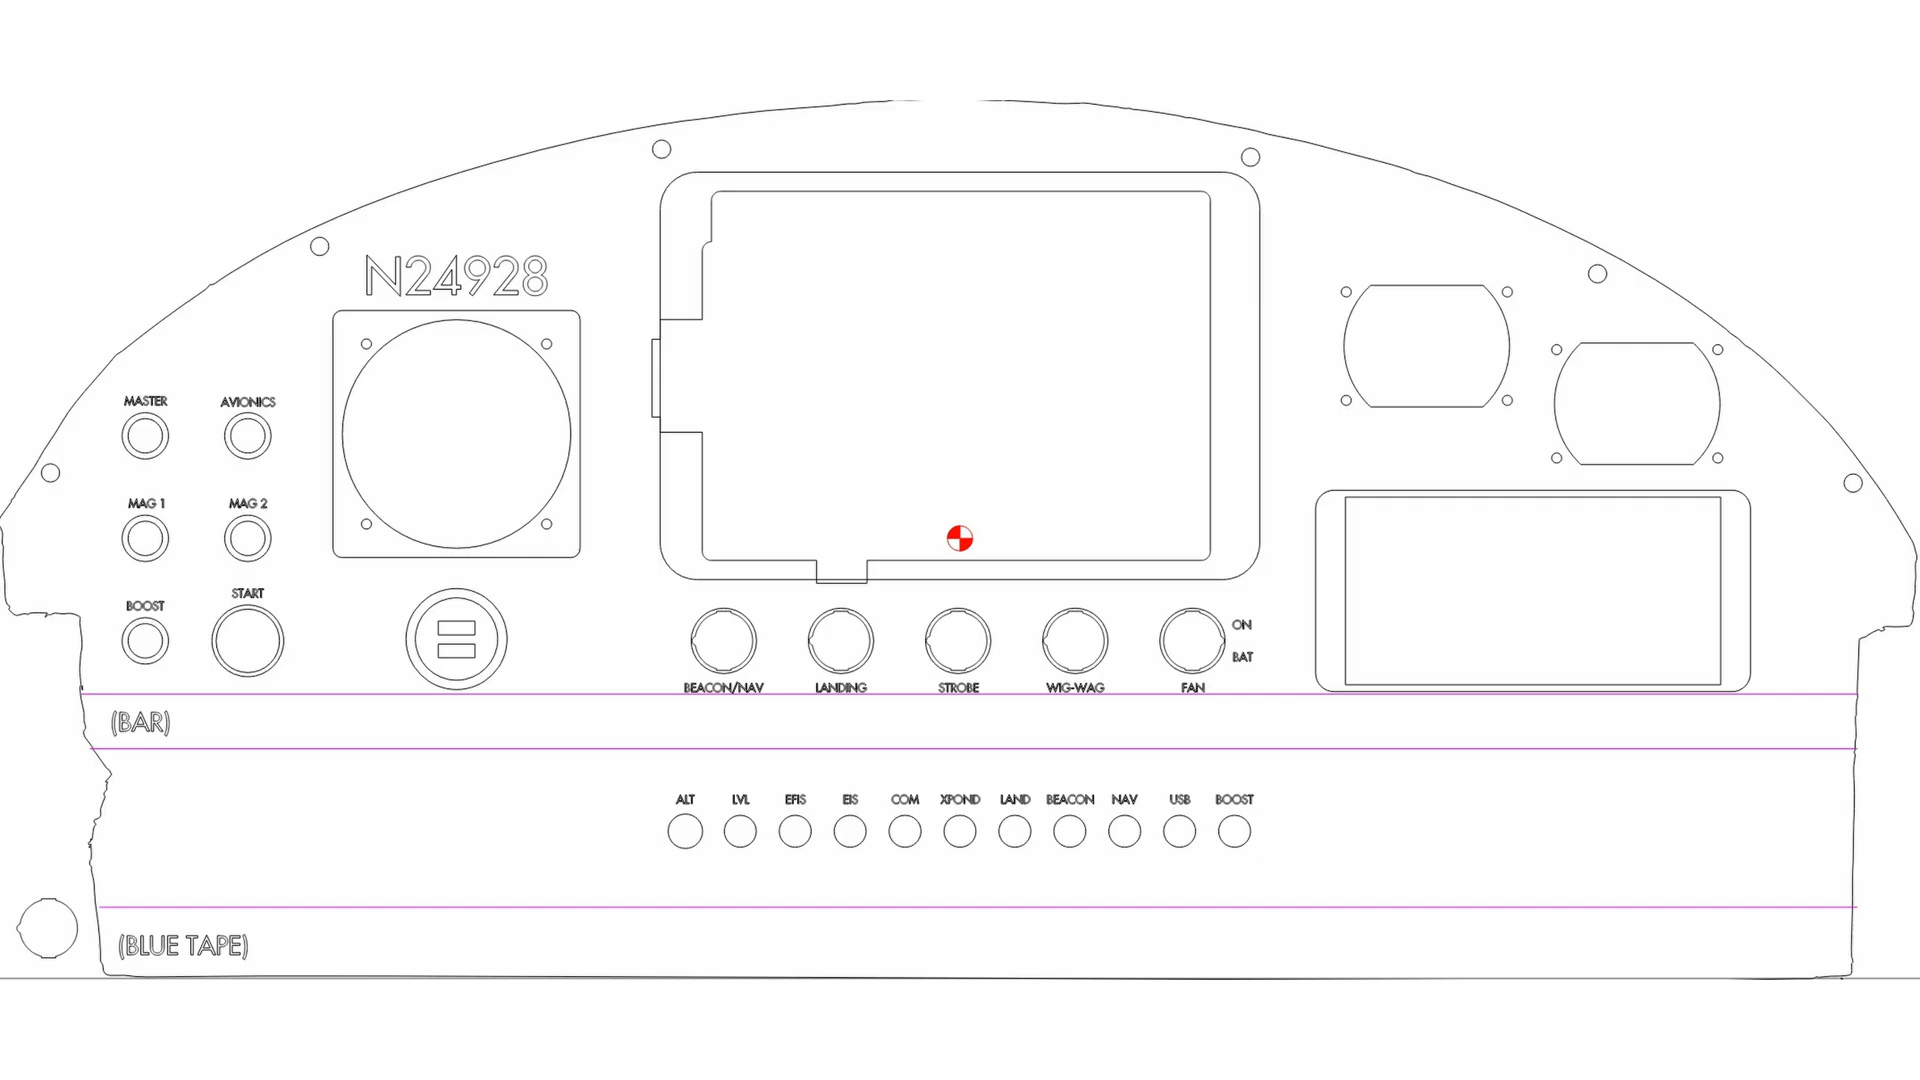 N24928
MASTER AVIONICS
MAG 1 MAG 2
BOOST START
ON
BAT
BEACON/NAV LANDING STROBE WIG-WAG FAN
(BAR)
ALT LVL EFIS EIS COM XPOND LAND BEACON NAV USB BOOST
(BLUE TAPE)